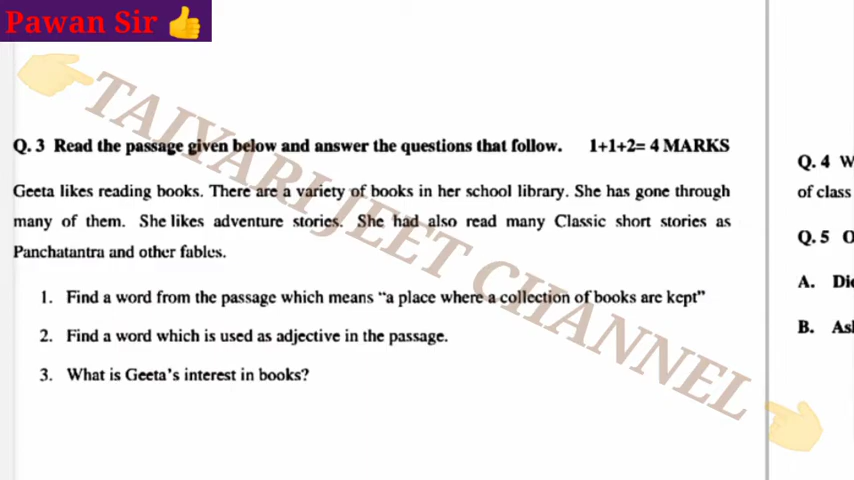 Pawan Sir 👍
TAIYARI JEET CHANNEL
Q. 3 Read the passage given below and answer the questions that follow. 1+1+2= 4 MARKS
Geeta likes reading books. There are a variety of books in her school library. She has gone through
many of them. She likes adventure stories. She had also read many Classic short stories as
Panchatantra and other fables.
1. Find a word from the passage which means “a place where a collection of books are kept”
2. Find a word which is used as adjective in the passage.
3. What is Geeta’s interest in books?
Q. 4 W
of class
Q. 5 O
A. Di
B. As